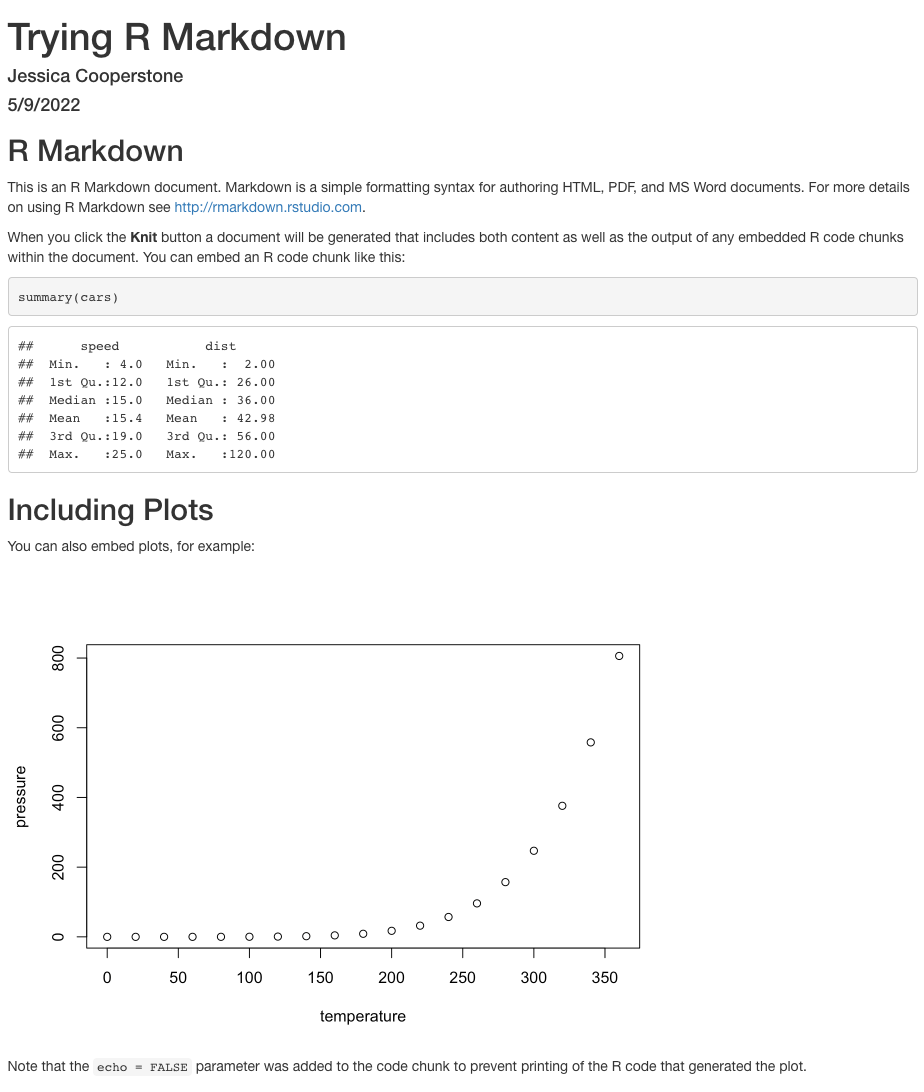 Trying R Markdown
Jessica Cooperstone
5/9/2022
R Markdown
This is an R Markdown document. Markdown is a simple formatting syntax for authoring HTML, PDF, and MS Word documents. For more details
on using R Markdown see http://rmarkdown.rstudio.com.
When you click the Knit button a document will be generated that includes both content as well as the output of any embedded R code chunks
within the document. You can embed an R code chunk like this:
summary(cars)
##      speed           dist
##  Min.   : 4.0   Min.   :  2.00
##  1st Qu.:12.0   1st Qu.: 26.00
##  Median :15.0   Median : 36.00
##  Mean   :15.4   Mean   : 42.98
##  3rd Qu.:19.0   3rd Qu.: 56.00
##  Max.   :25.0   Max.   :120.00
Including Plots
You can also embed plots, for example:
800
600
400
200
0
pressure
0 50 100 150 200 250 300 350
temperature
Note that the echo = FALSE parameter was added to the code chunk to prevent printing of the R code that generated the plot.